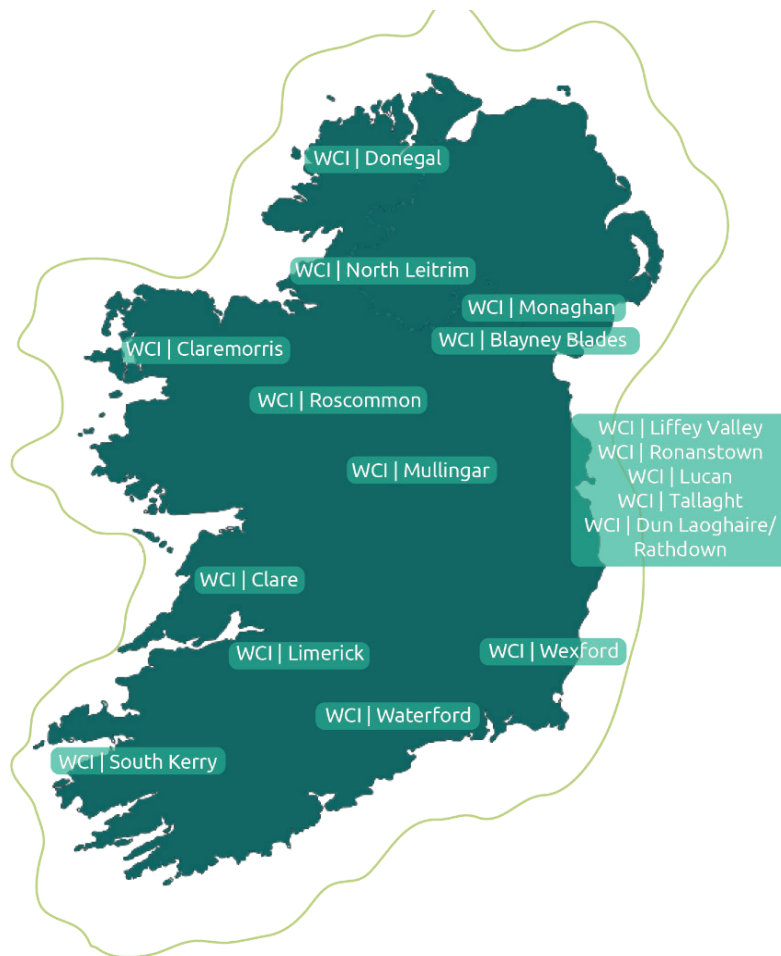 WCI | Donegal
WCI | North Leitrim
WCI | Monaghan
WCI | Blayney Blades
WCI | Claremorris
WCI | Roscommon
WCI | Liffey Valley
WCI | Ronanstown
WCI | Lucan
WCI | Tallaght
WCI | Dun Laoghaire/
Rathdown
WCI | Mullingar
WCI | Clare
WCI | Limerick
WCI | Wexford
WCI | Waterford
WCI | South Kerry